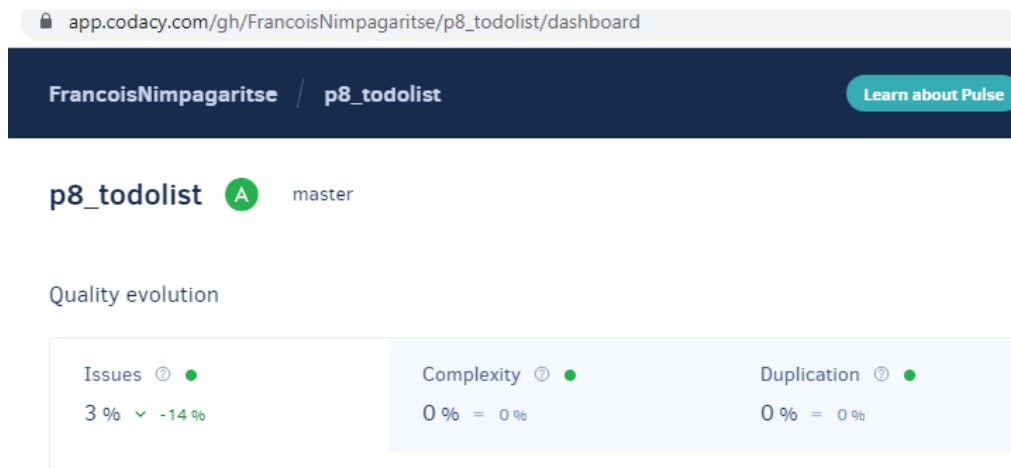 app.codacy.com/gh/FrancoisNimpagaritse/p8_todolist/dashboard
FrancoisNimpagaritse / p8_todolist Learn about Pulse
p8_todolist A master
Quality evolution
Issues ? Complexity ? Duplication ?
3 % -14 % 0 % = 0 % 0 % = 0 %